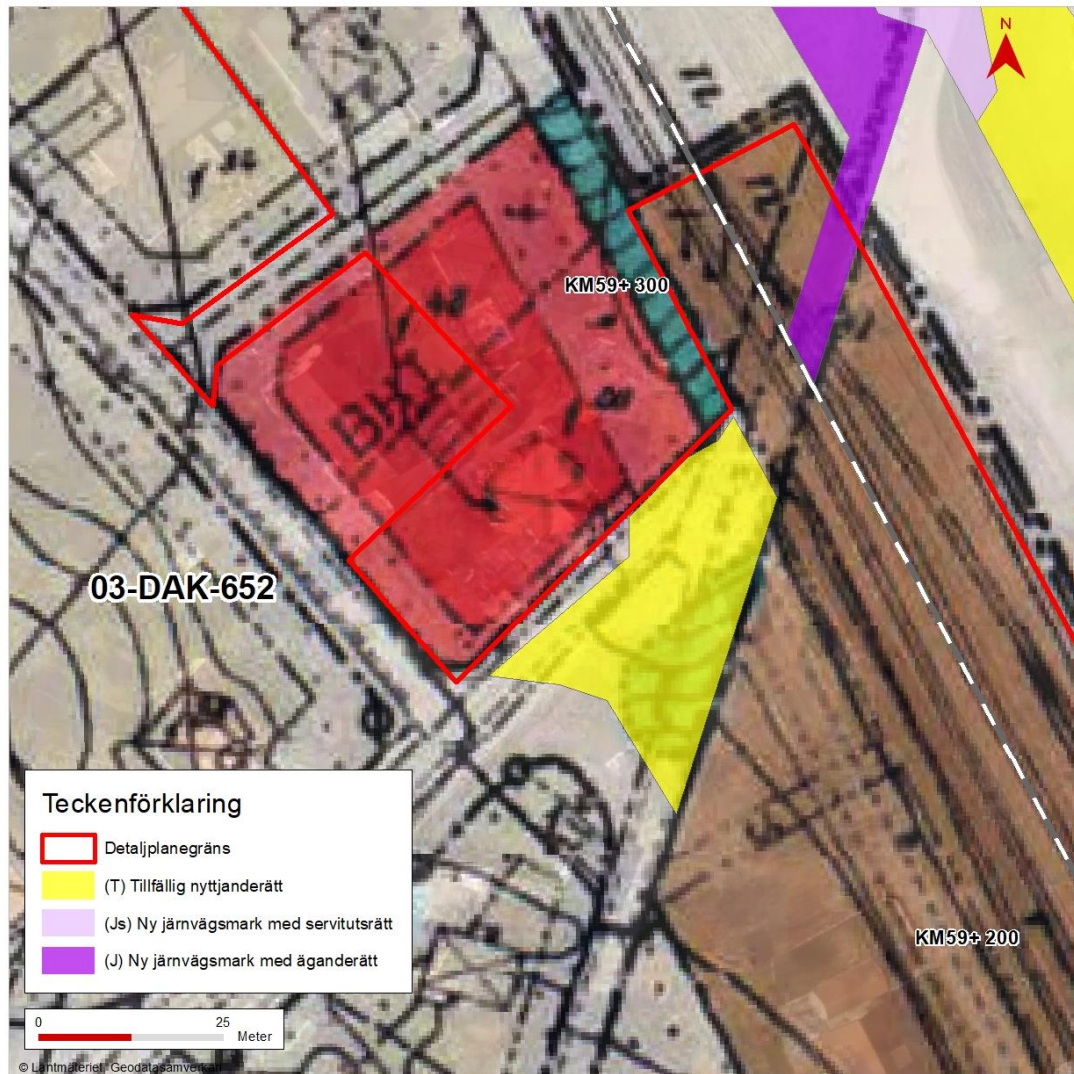 N
KM59+ 300
BHI
03-DAK-652
Teckenförklaring
Detaljplanegräns
(T) Tillfällig nyttjanderätt
(Js) Ny järnvägsmark med servitutsrätt
(J) Ny järnvägsmark med äganderätt
KM59+ 200
0 25
Meter
© Lantmäteriet, Geodatasamverkan